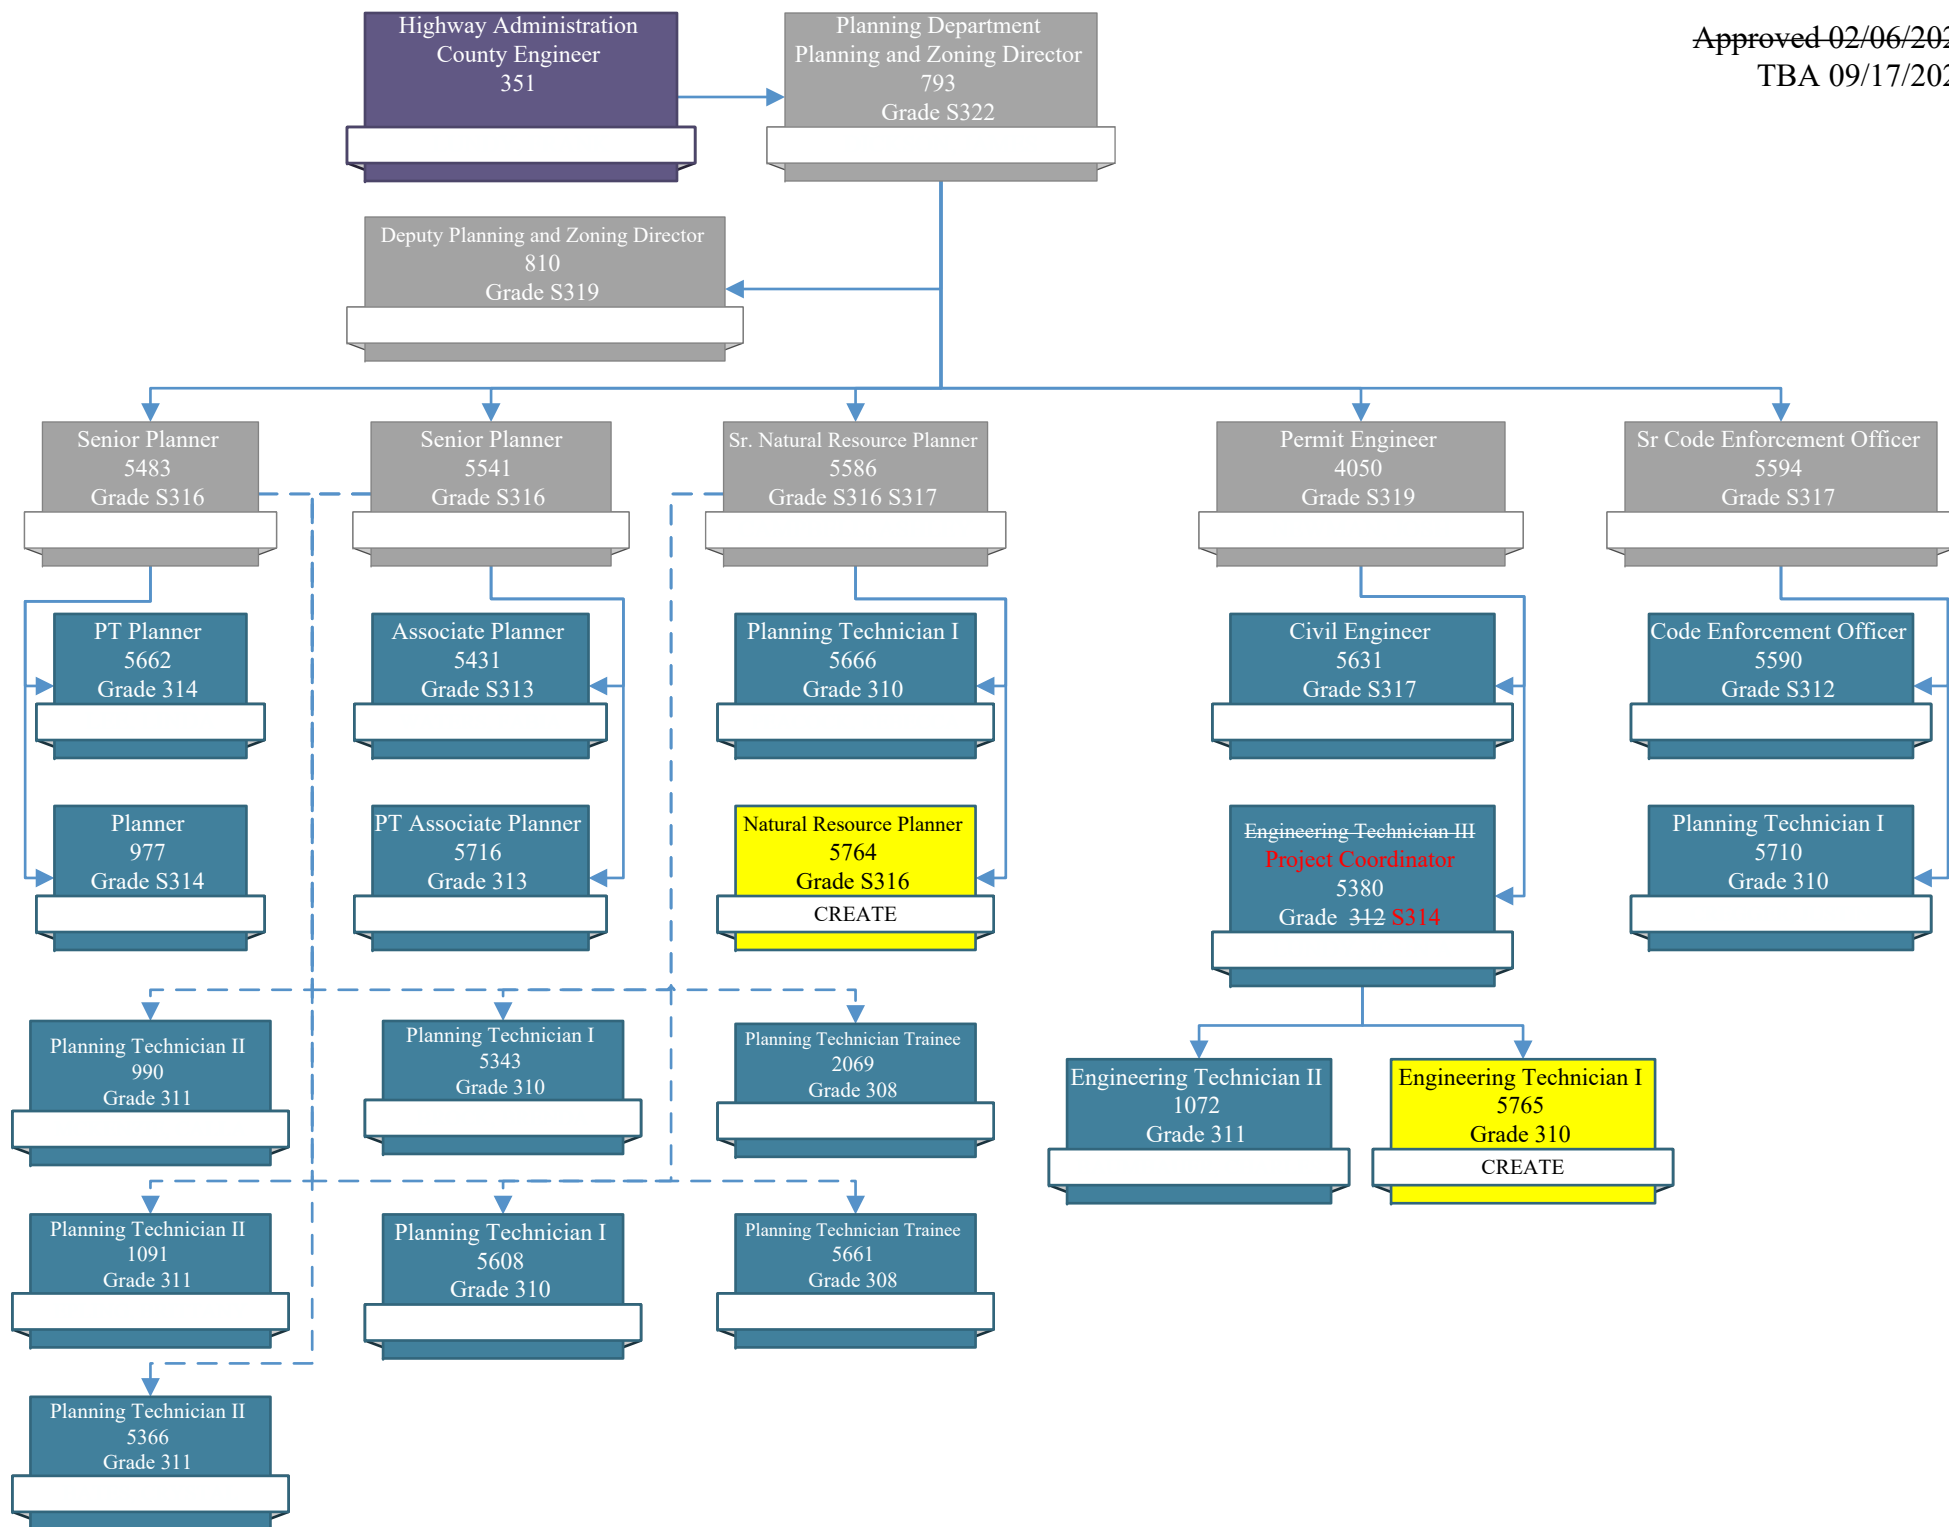 Highway Administration
County Engineer
351
Planning Department
Planning and Zoning Director
793
Grade S322
Approved 02/06/202
TBA 09/17/202
Deputy Planning and Zoning Director
810
Grade S319
Senior Planner
5483
Grade S316
Senior Planner
5541
Grade S316
Sr. Natural Resource Planner
5586
Grade S316 S317
Permit Engineer
4050
Grade S319
Sr Code Enforcement Officer
5594
Grade S317
PT Planner
5662
Grade 314
Associate Planner
5431
Grade S313
Planning Technician I
5666
Grade 310
Civil Engineer
5631
Grade S317
Code Enforcement Officer
5590
Grade S312
Planner
977
Grade S314
PT Associate Planner
5716
Grade 313
Natural Resource Planner
5764
Grade S316
CREATE
Engineering Technician III
Project Coordinator
5380
Grade 312 S314
Planning Technician I
5710
Grade 310
Planning Technician II
990
Grade 311
Planning Technician I
5343
Grade 310
Planning Technician Trainee
2069
Grade 308
Engineering Technician II
1072
Grade 311
Engineering Technician I
5765
Grade 310
CREATE
Planning Technician II
1091
Grade 311
Planning Technician I
5608
Grade 310
Planning Technician Trainee
5661
Grade 308
Planning Technician II
5366
Grade 311